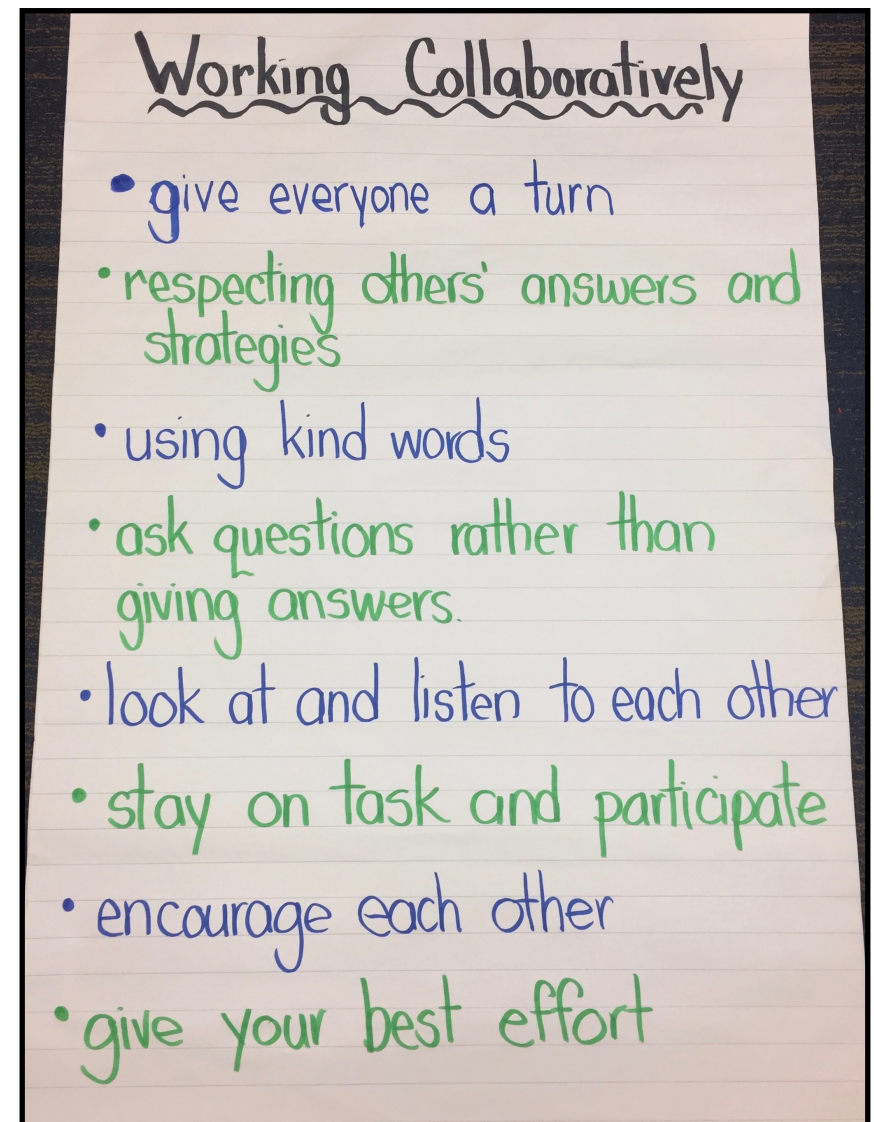 Working Collaboratively
• give everyone a turn
• respecting others' answers and
strategies
• using kind words
• ask questions rather than
giving answers.
• look at and listen to each other
• stay on task and participate
• encourage each other
• give your best effort